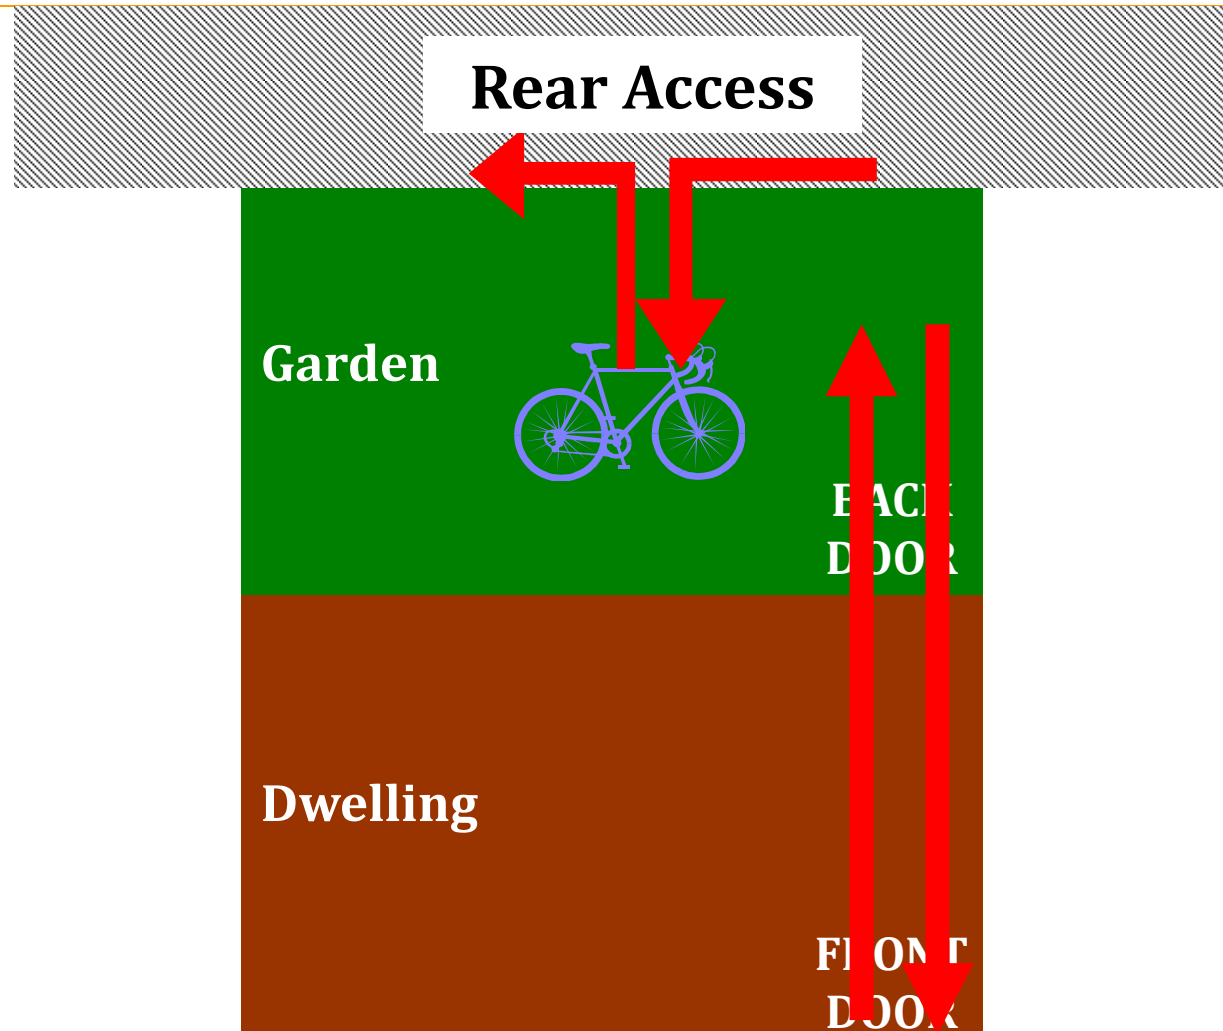 Rear Access
Garden
BACK
DOOR
Dwelling
FRONT
DOOR